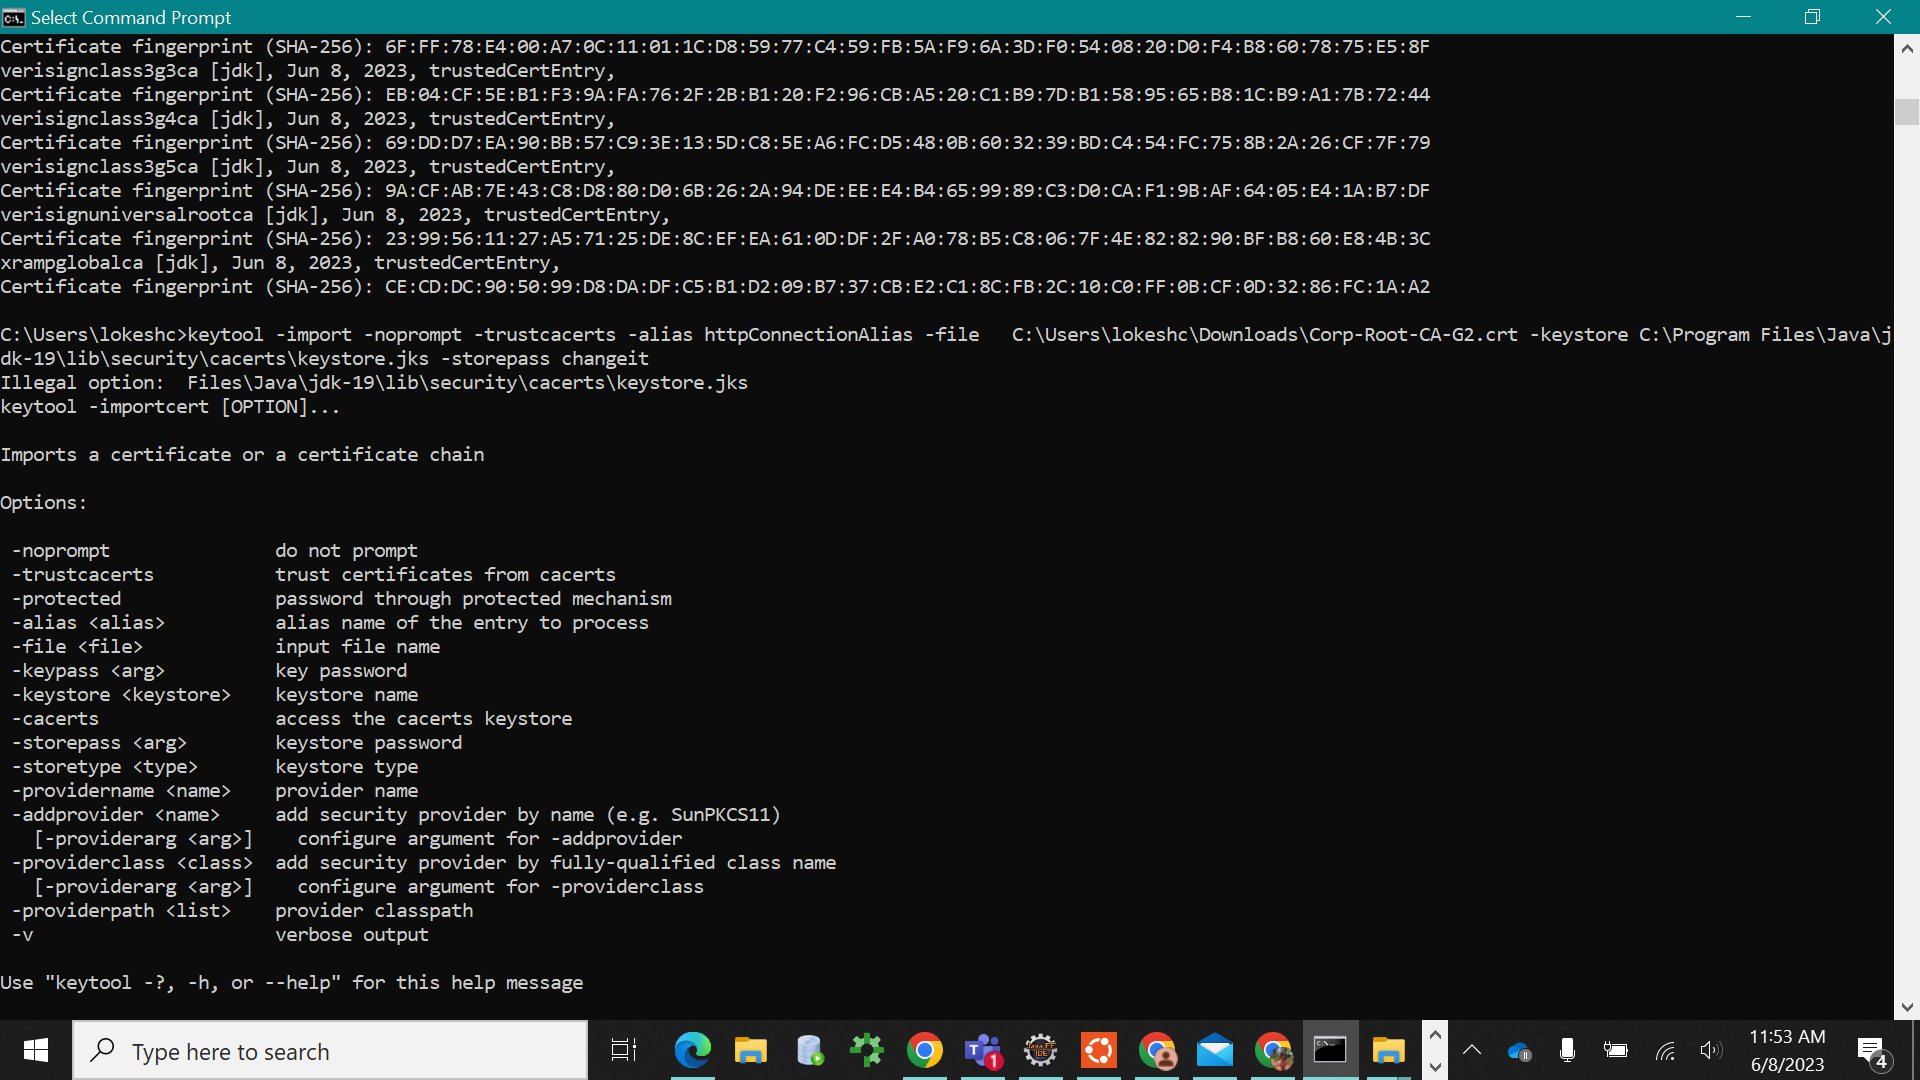 Select Command Prompt
Certificate fingerprint (SHA-256): 6F:FF:78:E4:00:A7:0C:11:01:1C:D8:59:77:C4:59:FB:5A:F9:6A:3D:F0:54:08:20:D0:F4:B8:60:78:75:E5:8F
verisignclass3g3ca [jdk], Jun 8, 2023, trustedCertEntry,
Certificate fingerprint (SHA-256): EB:04:CF:5E:B1:F3:9A:FA:76:2F:2B:B1:20:F2:96:CB:A5:20:C1:B9:7D:B1:58:95:65:B8:1C:B9:A1:7B:72:44
verisignclass3g4ca [jdk], Jun 8, 2023, trustedCertEntry,
Certificate fingerprint (SHA-256): 69:DD:D7:EA:90:BB:57:C9:3E:13:5D:C8:5E:A6:FC:D5:48:0B:60:32:39:BD:C4:54:FC:75:8B:2A:26:CF:7F:79
verisignclass3g5ca [jdk], Jun 8, 2023, trustedCertEntry,
Certificate fingerprint (SHA-256): 9A:CF:AB:7E:43:C8:D8:80:D0:6B:26:2A:94:DE:EE:E4:B4:65:99:89:C3:D0:CA:F1:9B:AF:64:05:E4:1A:B7:DF
verisignuniversalrootca [jdk], Jun 8, 2023, trustedCertEntry,
Certificate fingerprint (SHA-256): 23:99:56:11:27:A5:71:25:DE:8C:EF:EA:61:0D:DF:2F:A0:78:B5:C8:06:7F:4E:82:82:90:BF:B8:60:E8:4B:3C
xrampglobalca [jdk], Jun 8, 2023, trustedCertEntry,
Certificate fingerprint (SHA-256): CE:CD:DC:90:50:99:D8:DA:DF:C5:B1:D2:09:B7:37:CB:E2:C1:8C:FB:2C:10:C0:FF:0B:CF:0D:32:86:FC:1A:A2
C:\Users\lokeshc>keytool -import -noprompt -trustcacerts -alias httpConnectionAlias -file   C:\Users\lokeshc\Downloads\Corp-Root-CA-G2.crt -keystore C:\Program Files\Java\j
dk-19\lib\security\cacerts\keystore.jks -storepass changeit
Illegal option:  Files\Java\jdk-19\lib\security\cacerts\keystore.jks
keytool -importcert [OPTION]...
Imports a certificate or a certificate chain
Options:
-noprompt do not prompt
-trustcacerts trust certificates from cacerts
-protected password through protected mechanism
-alias <alias> alias name of the entry to process
-file <file> input file name
-keypass <arg> key password
-keystore <keystore> keystore name
-cacerts access the cacerts keystore
-storepass <arg> keystore password
-storetype <type> keystore type
-providername <name> provider name
-addprovider <name> add security provider by name (e.g. SunPKCS11)
[-providerarg <arg>] configure argument for -addprovider
-providerclass <class> add security provider by fully-qualified class name
[-providerarg <arg>] configure argument for -providerclass
-providerpath <list> provider classpath
-v verbose output
Use "keytool -?, -h, or --help" for this help message
Type here to search
1
Java EE
IDE
11:53 AM
6/8/2023
4